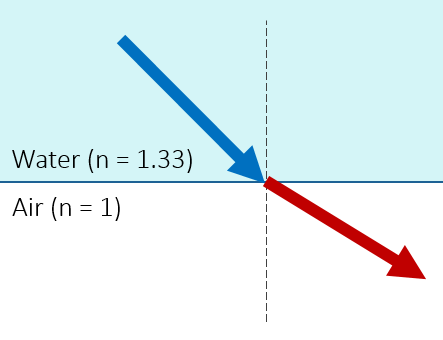 Water (n = 1.33)
Air (n = 1)